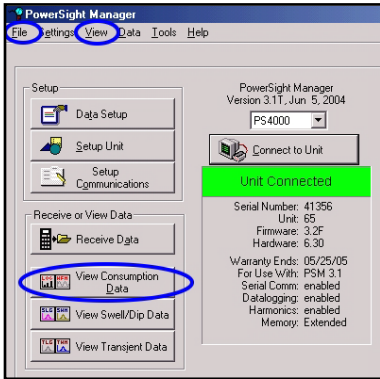 PowerSight Manager
File Settings View Data Tools Help
Setup
Data Setup
Setup Unit
Setup
Communications
PowerSight Manager
Version 3.1T, Jun 5, 2004
PS4000
Connect to
Unit
Unit Connected
Serial Number: 41356
Unit: 65
Firmware: 3.2F
Hardware: 6.30
Warranty Ends: 05/25/05
For Use With: PSM 3.1
Serial Comm: enabled
Datalogging: enabled
Harmonics: enabled
Memory: Extended
Receive or View Data
Receive Data
View Consumption
Data
View Swell/Dip Data
View Transient Data